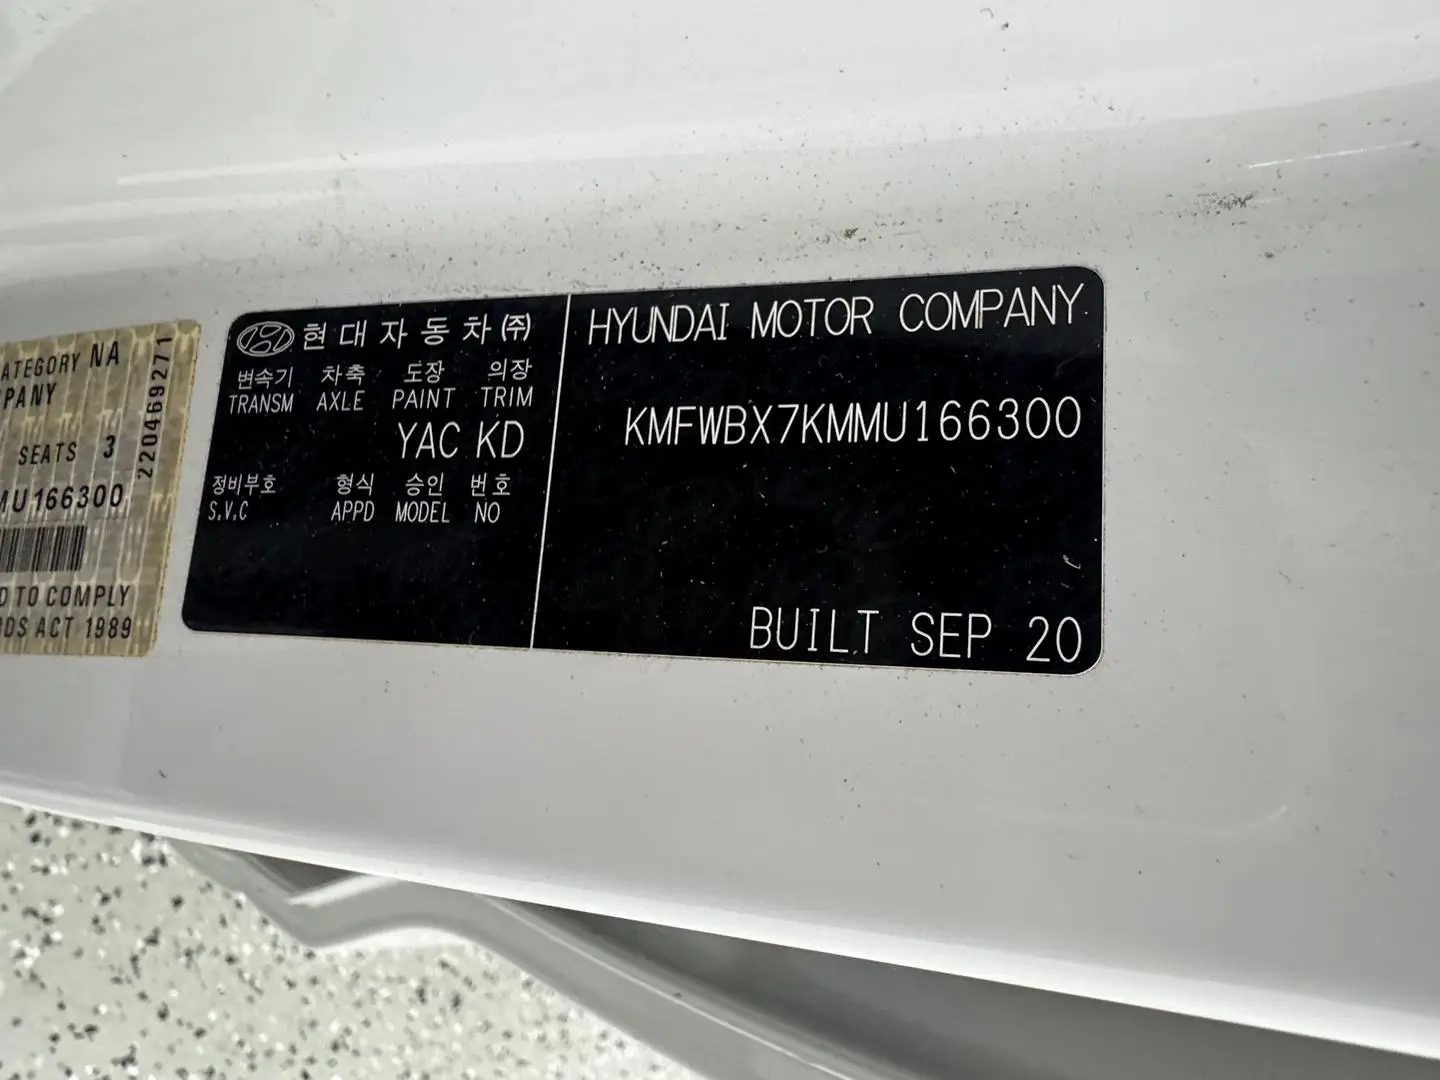 ATEGORY NA
PANY
SEATS 3
MU166300
D TO COMPLY
DS ACT 1989
220469271
현대자동차(주)
변속기 차축 도장 의장
TRANSM AXLE PAINT TRIM
YAC KD
정비부호 형식 승인 번호
S.V.C APPD MODEL NO
HYUNDAI MOTOR COMPANY
KMFWBX7KMMU166300
BUILT SEP 20